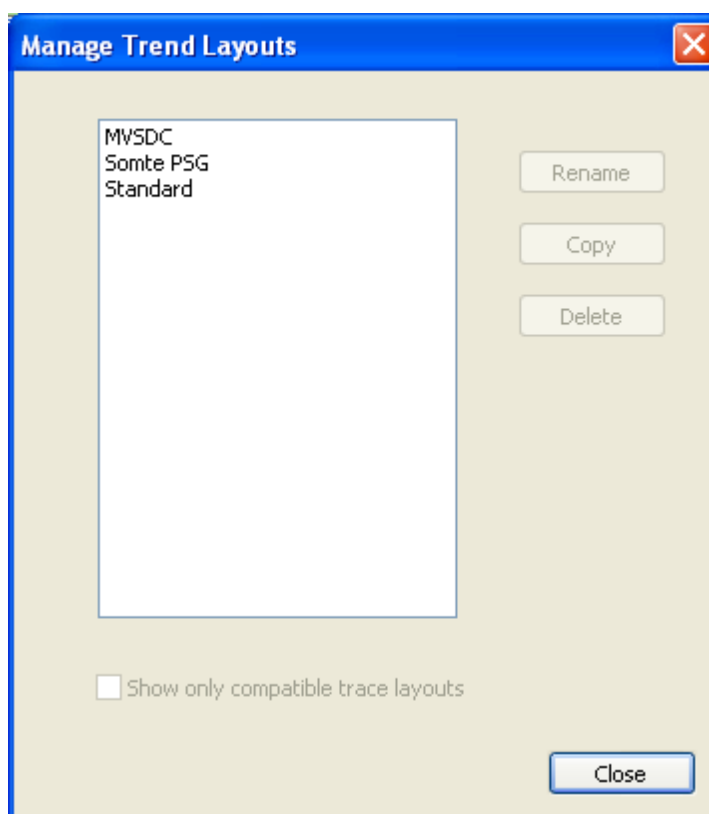 Manage Trend Layouts
MVSDC
Somte PSG
Standard
Rename
Copy
Delete
Show only compatible trace layouts
Close